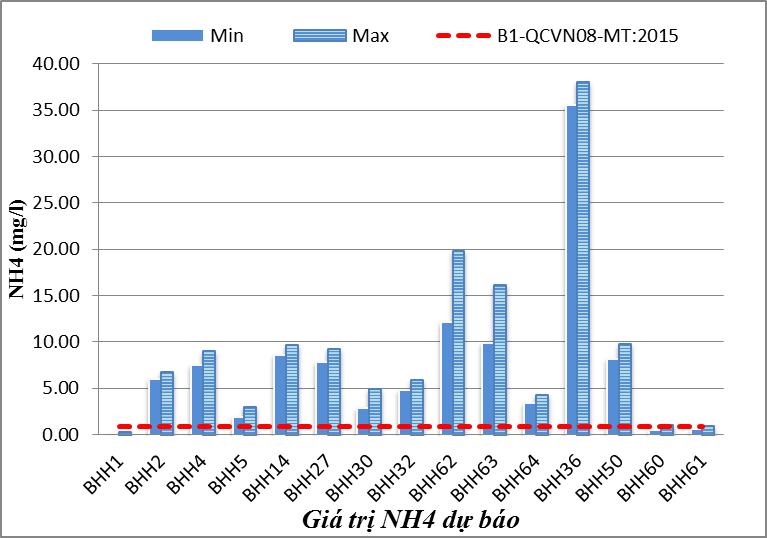 Min Max B1-QCVN08-MT:2015
40.00
35.00
30.00
25.00
20.00
15.00
10.00
5.00
0.00
NH4 (mg/l)
BHH1 BHH2 BHH4 BHH5 BHH14 BHH27 BHH30 BHH32 BHH62 BHH63 BHH64 BHH36 BHH50 BHH60 BHH61
Giá trị NH4 dự báo